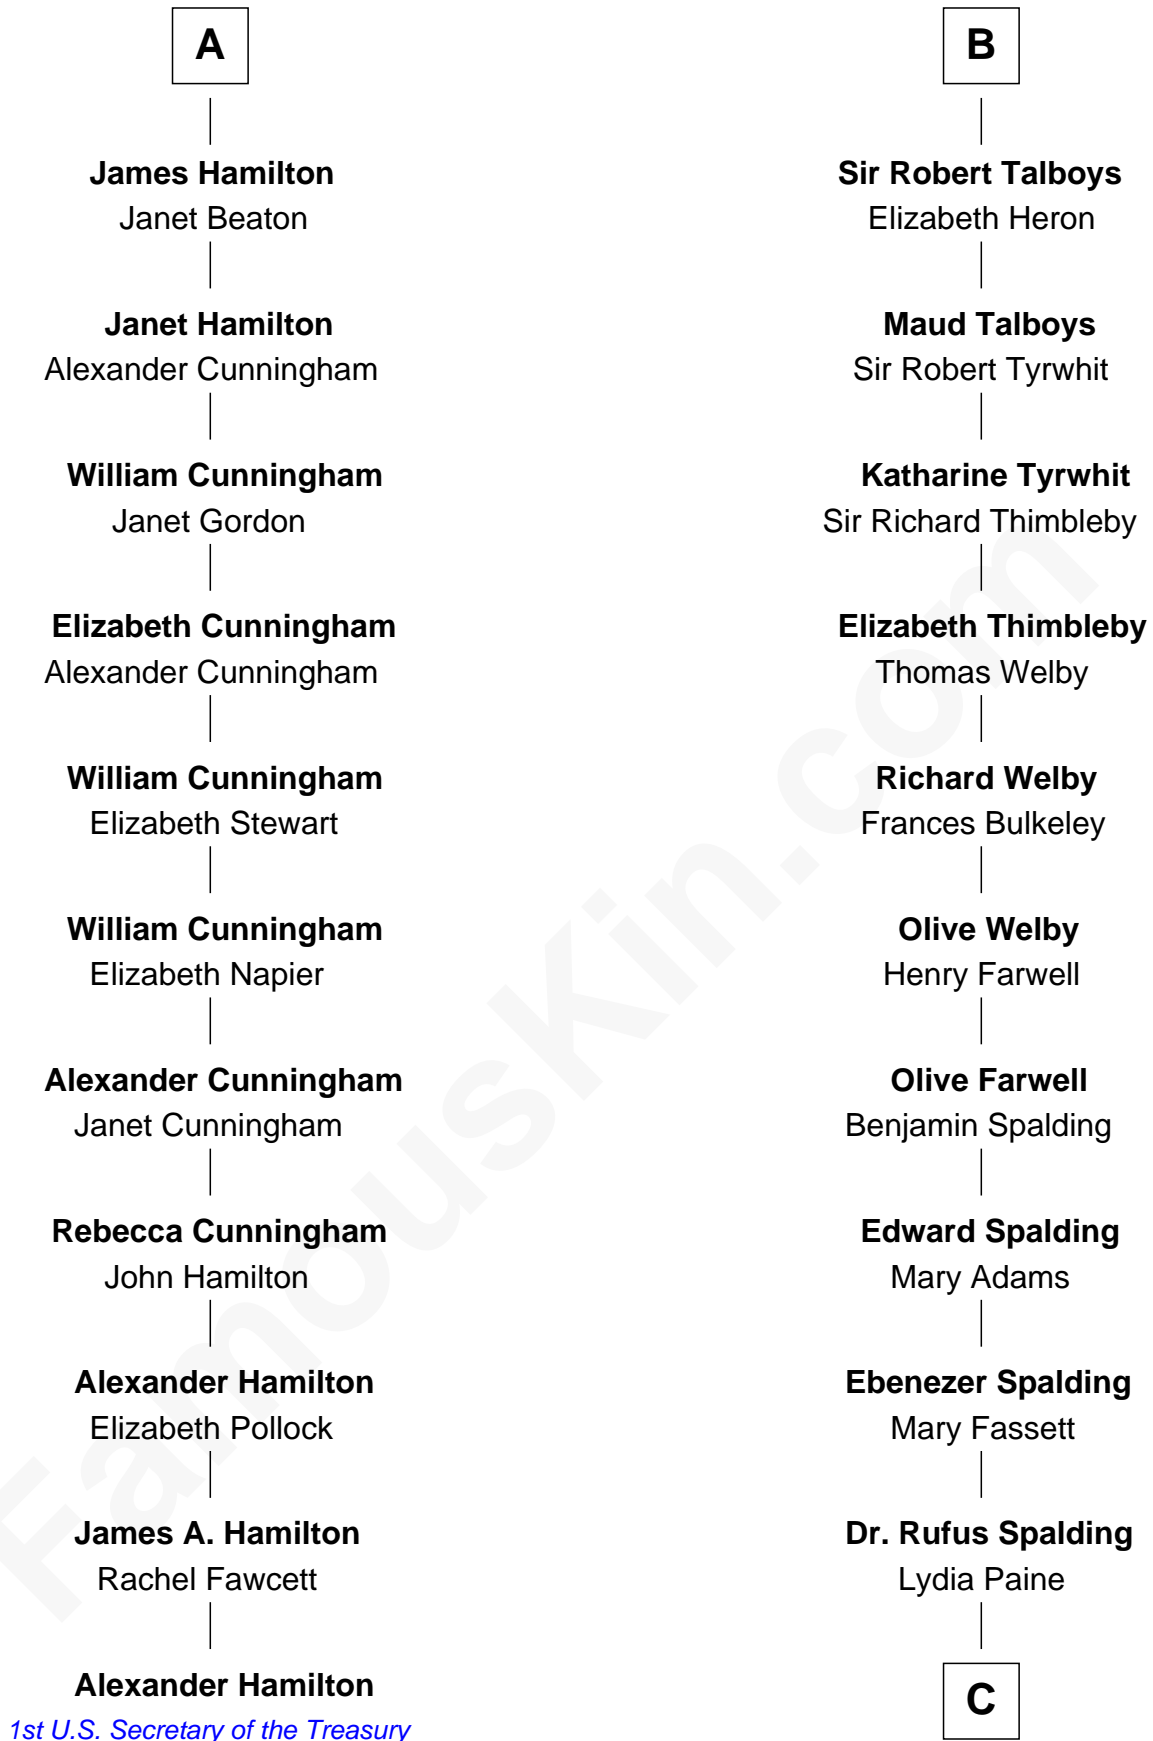 A
James Hamilton
Janet Beaton
Janet Hamilton
Alexander Cunningham
William Cunningham
Janet Gordon
Elizabeth Cunningham
Alexander Cunningham
William Cunningham
Elizabeth Stewart
William Cunningham
Elizabeth Napier
Alexander Cunningham
Janet Cunningham
Rebecca Cunningham
John Hamilton
Alexander Hamilton
Elizabeth Pollock
James A. Hamilton
Rachel Fawcett
Alexander Hamilton
1st U.S. Secretary of the Treasury
B
Sir Robert Talboys
Elizabeth Heron
Maud Talboys
Sir Robert Tyrwhit
Katharine Tyrwhit
Sir Richard Thimbleby
Elizabeth Thimbleby
Thomas Welby
Richard Welby
Frances Bulkeley
Olive Welby
Henry Farwell
Olive Farwell
Benjamin Spalding
Edward Spalding
Mary Adams
Ebenezer Spalding
Mary Fassett
Dr. Rufus Spalding
Lydia Paine
C
FamousKin.com